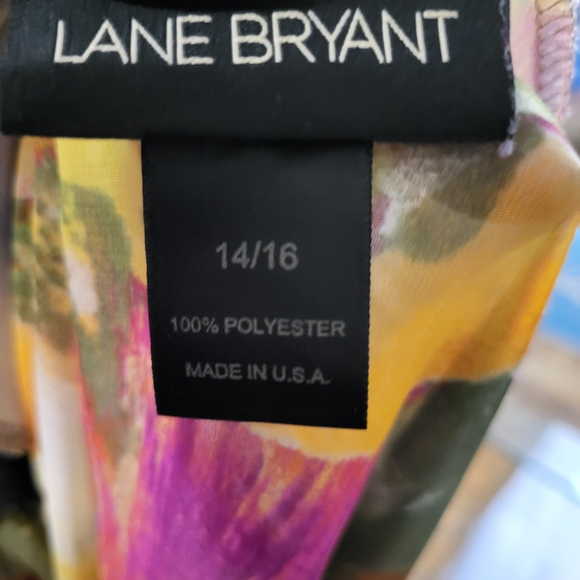 LANE BRYANT
14/16
100% POLYESTER
MADE IN U.S.A.